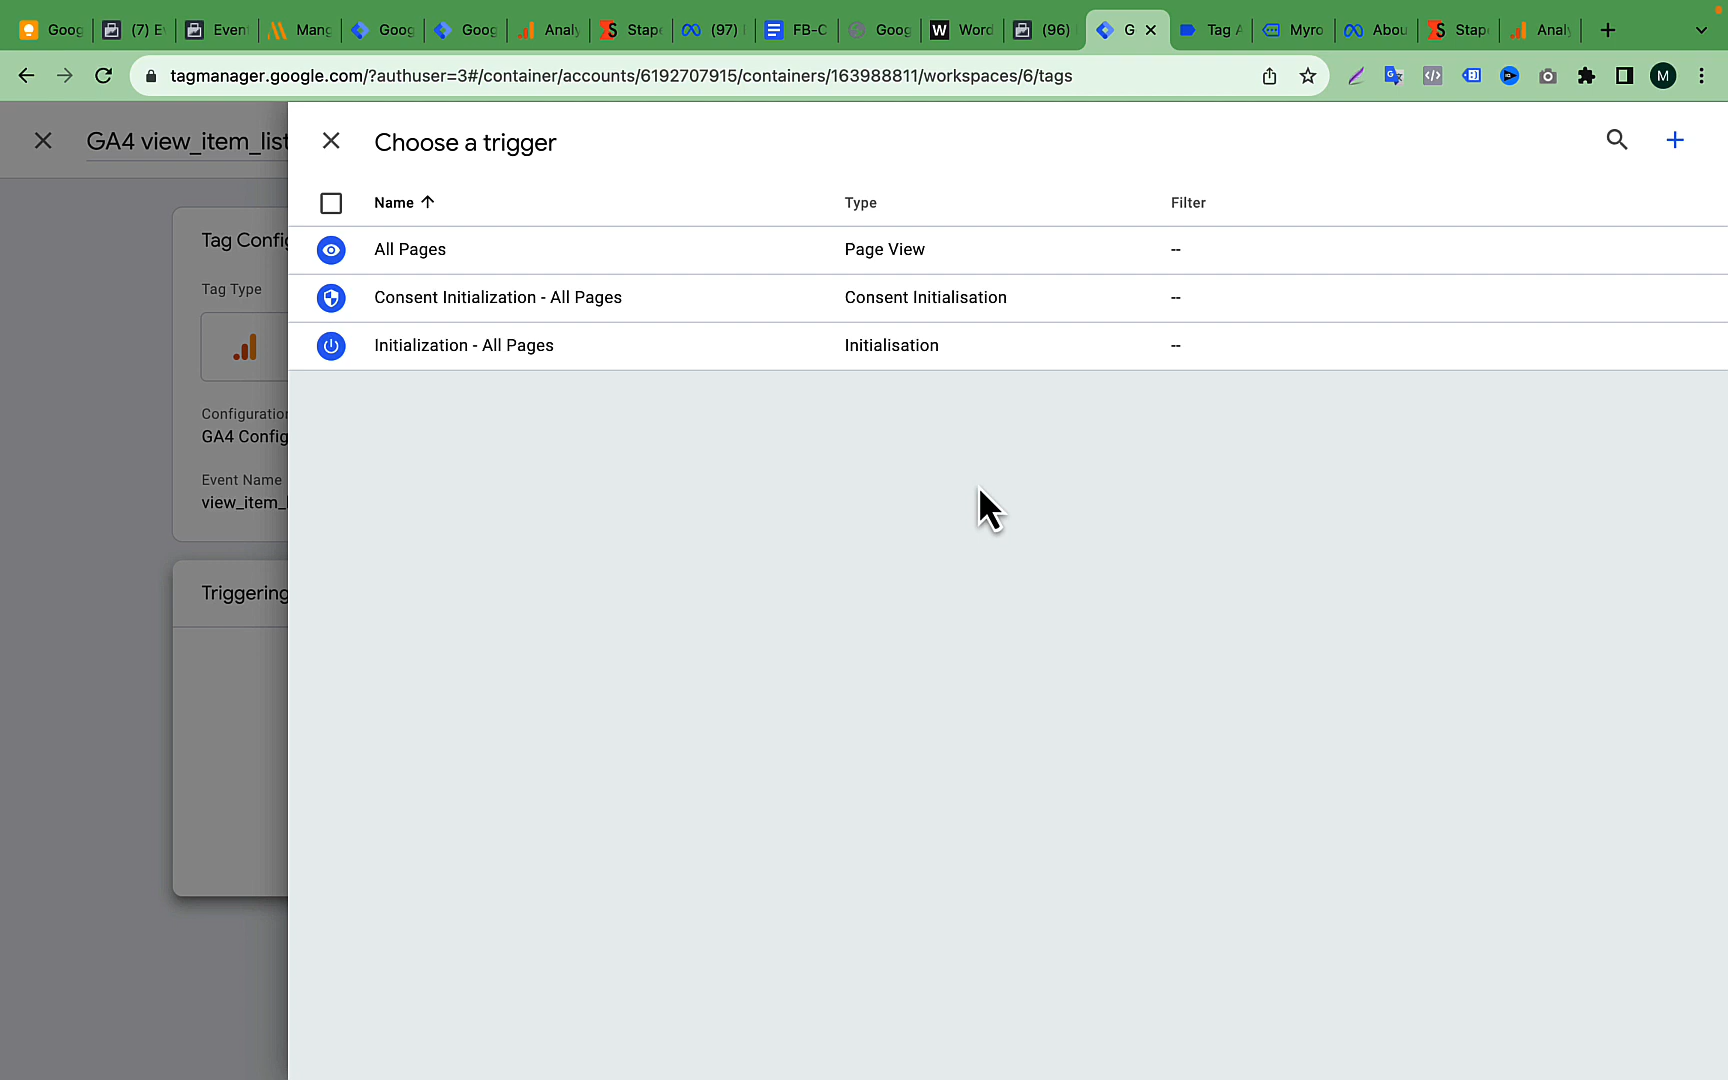 Goog
(7) E
Event
Mang
Goog
Goog
Analy
Stap
(97)
FB-C
Goog
Word
(96)
G
Tag A
Myro
Abou
Stap
Analy
tagmanager.google.com/?authuser=3#/container/accounts/6192707915/containers/163988811/workspaces/6/tags
M
GA4 view_item_list
Choose a trigger
Name Type Filter
All Pages Page View --
Consent Initialization - All Pages Consent Initialisation --
Initialization - All Pages Initialisation --
Tag Config
Tag Type
Configuration
GA4 Config
Event Name
view_item_l
Triggering